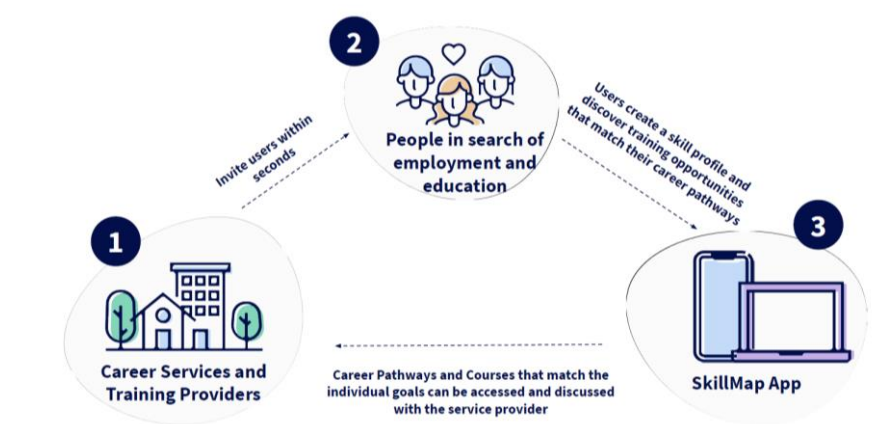 2
People in search of
employment and
education
Invite users within
seconds
Users create a skill profile and
discover training opportunities
that match their career pathways
1
Career Services and
Training Providers
3
SkillMap App
Career Pathways and Courses that match the
individual goals can be accessed and discussed
with the service provider